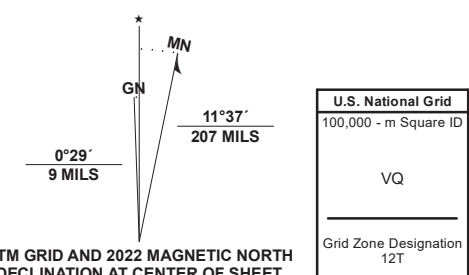 ★
MN
GN
11°37´
207 MILS
0°29´
9 MILS
TM GRID AND 2022 MAGNETIC NORTH
DECLINATION AT CENTER OF SHEET
U.S. National Grid
100,000 - m Square ID
VQ
Grid Zone Designation
12T